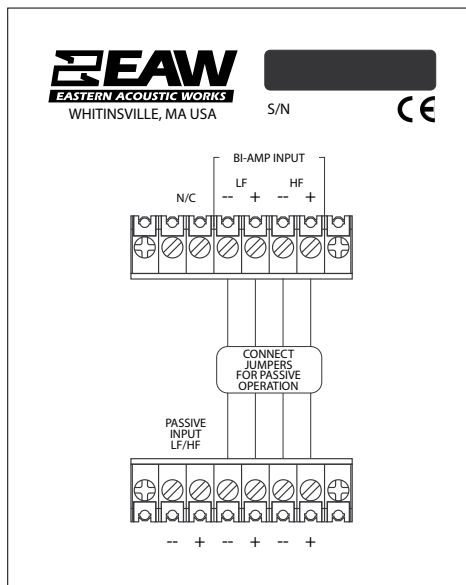 EAW
EASTERN ACOUSTIC WORKS
WHITINSVILLE, MA USA
S/N
CE
BI-AMP INPUT
LF HF
N/C -- + -- +
CONNECT
JUMPERS
FOR PASSIVE
OPERATION
PASSIVE
INPUT
LF/HF
-- + -- + -- +